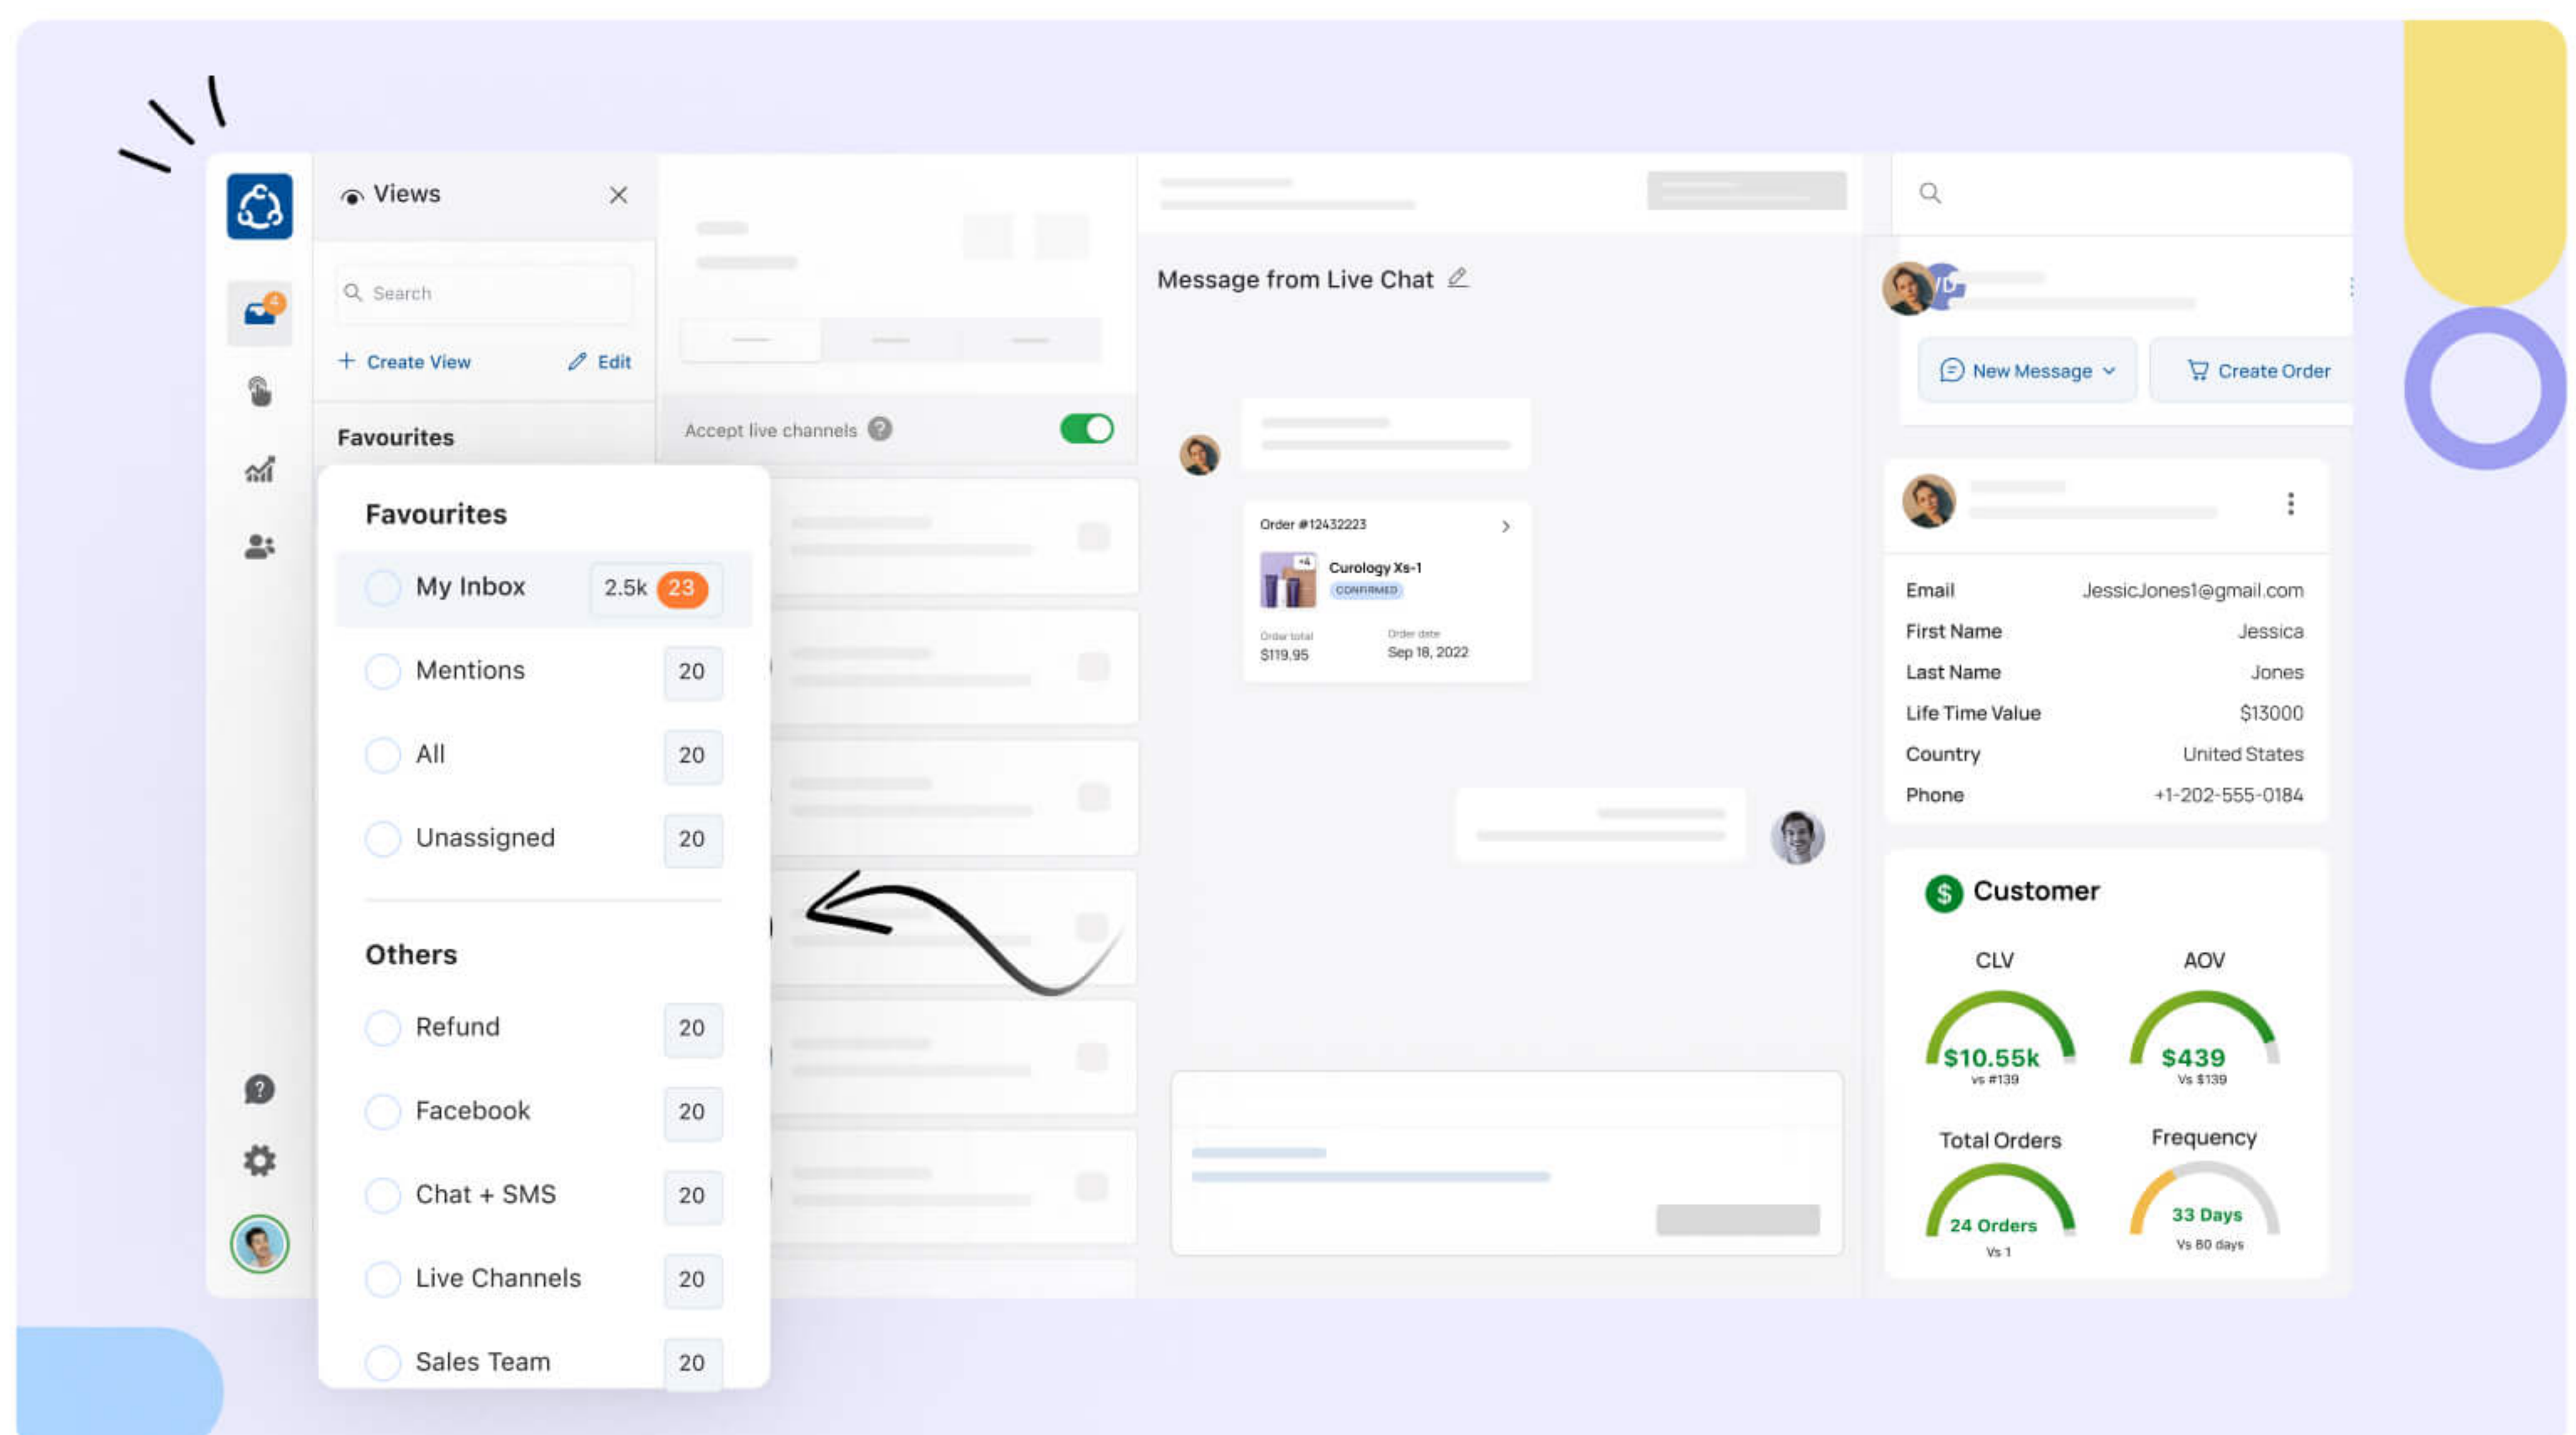 4
Views
Search
Create View
Edit
Favourites
Favourites
My Inbox 2.5k 23
Mentions 20
All 20
Unassigned 20
Others
Refund 20
Facebook 20
Chat + SMS 20
Live Channels 20
Sales Team 20
Accept live channels ?
Message from Live Chat
Order #12432223
+4
Curology Xs-1
CONFIRMED
Order total Order date
$119.95 Sep 18, 2022
New Message
Create Order
Email JessicJones1@gmail.com
First Name Jessica
Last Name Jones
Life Time Value $13000
Country United States
Phone +1-202-555-0184
$ Customer
CLV AOV
$10.55k $439
vs #139 Vs $139
Total Orders Frequency
24 Orders 33 Days
Vs 1 Vs 80 days
?